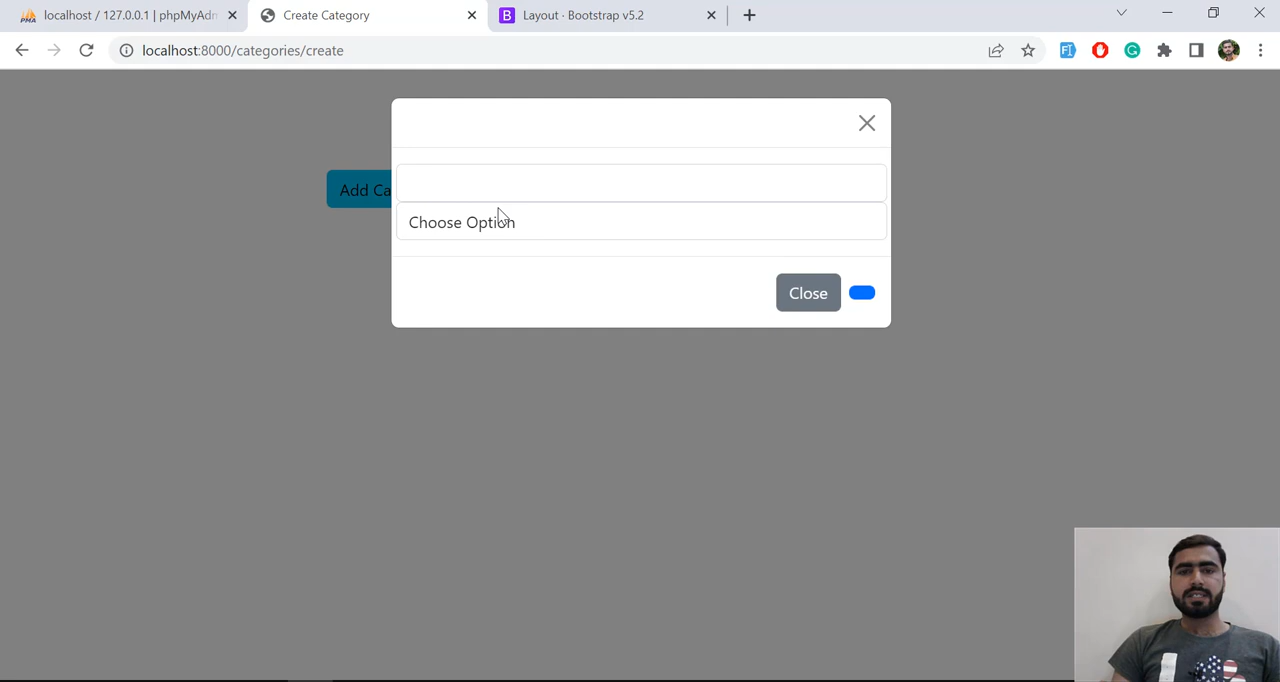 localhost / 127.0.0.1 | phpMyAdm
Create Category
Layout · Bootstrap v5.2
localhost:8000/categories/create
Add Ca
Choose Option
Close